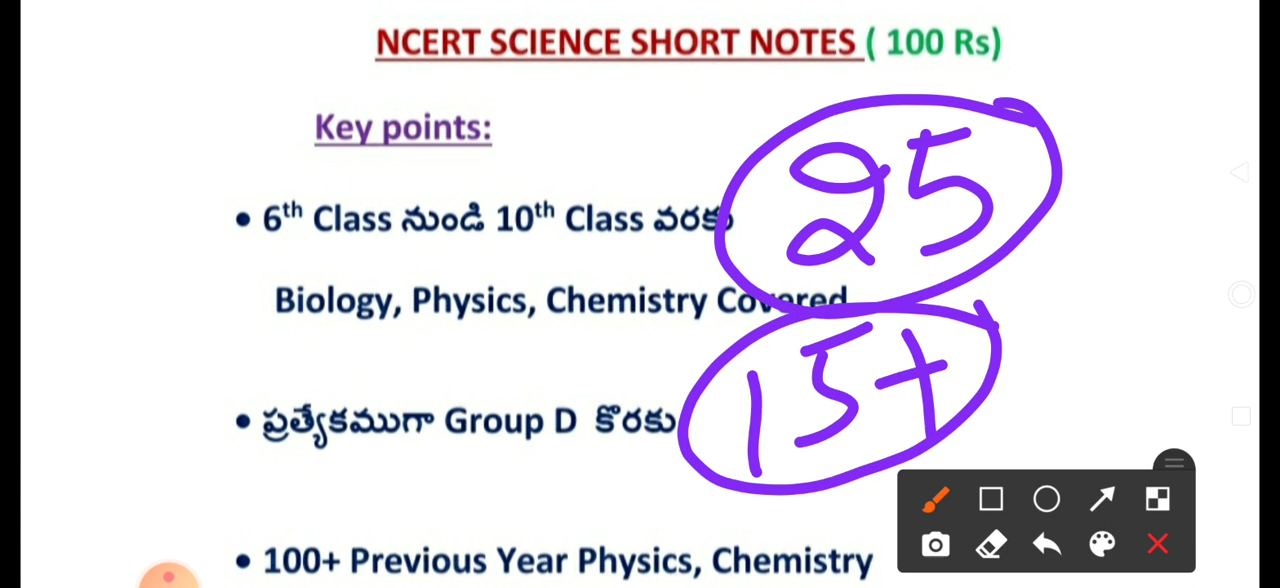 NCERT SCIENCE SHORT NOTES ( 100 Rs)
Key points:
25
• 6th Class నుండి 10th Class వరకు
Biology, Physics, Chemistry Covered
15+
• ప్రత్యేకముగా Group D కొరకు
• 100+ Previous Year Physics, Chemistry